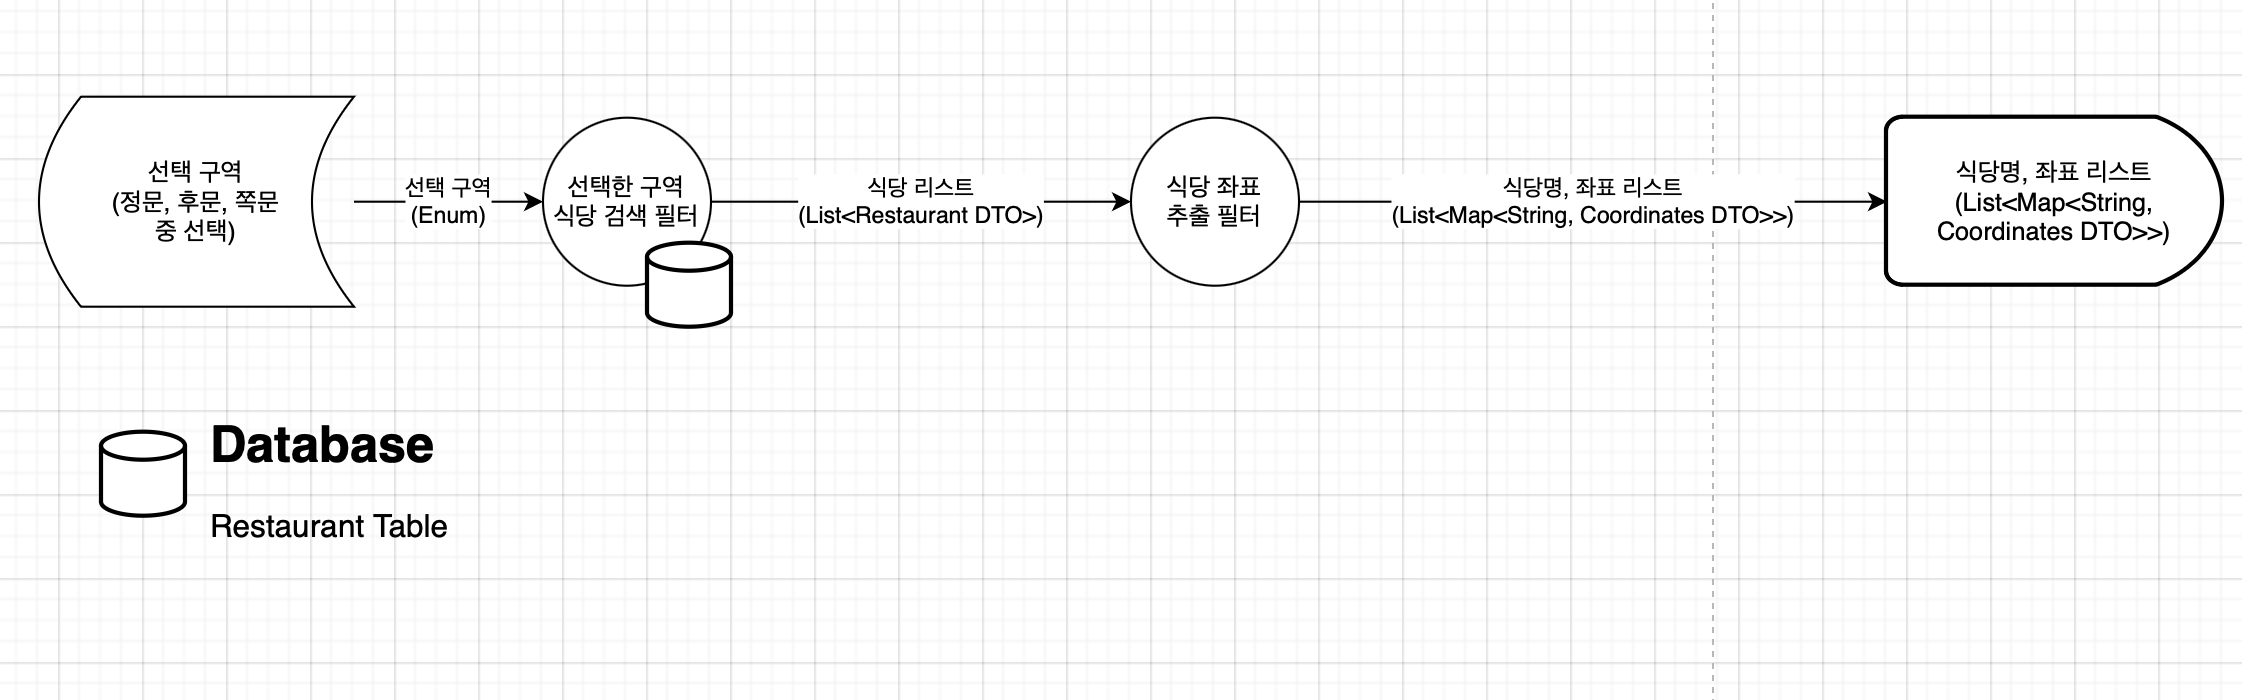 선택 구역
(정문, 후문, 쪽문
중 선택)
선택 구역
(Enum)
선택한 구역
식당 검색 필터
식당 리스트
(List<Restaurant DTO>)
식당 좌표
추출 필터
식당명, 좌표 리스트
(List<Map<String, Coordinates DTO>>)
식당명, 좌표 리스트
(List<Map<String,
Coordinates DTO>>)
Database
Restaurant Table